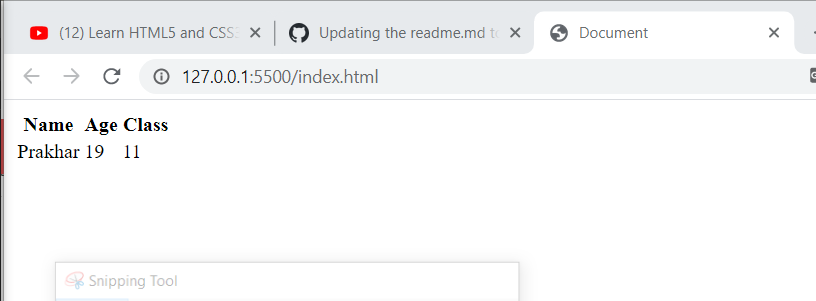 (12) Learn HTML5 and CSS3
Updating the readme.md to
Document
127.0.0.1:5500/index.html
Name Age Class
Prakhar 19 11
Snipping Tool